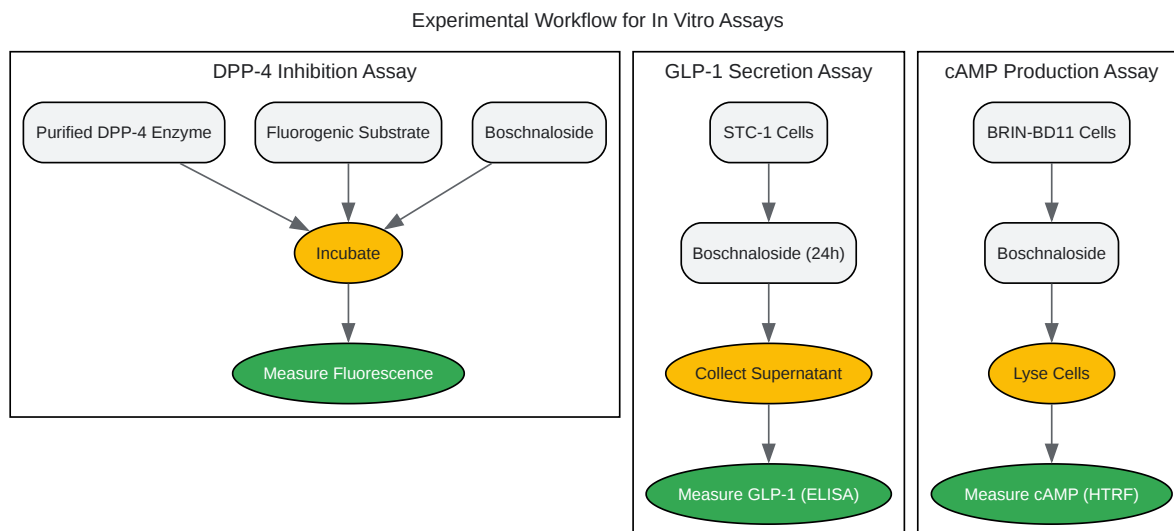 Experimental Workflow for In Vitro Assays
DPP-4 Inhibition Assay
Purified DPP-4 Enzyme
Fluorogenic Substrate
Boschnaloside
Incubate
Measure Fluorescence
GLP-1 Secretion Assay
STC-1 Cells
Boschnaloside (24h)
Collect Supernatant
Measure GLP-1 (ELISA)
cAMP Production Assay
BRIN-BD11 Cells
Boschnaloside
Lyse Cells
Measure cAMP (HTRF)